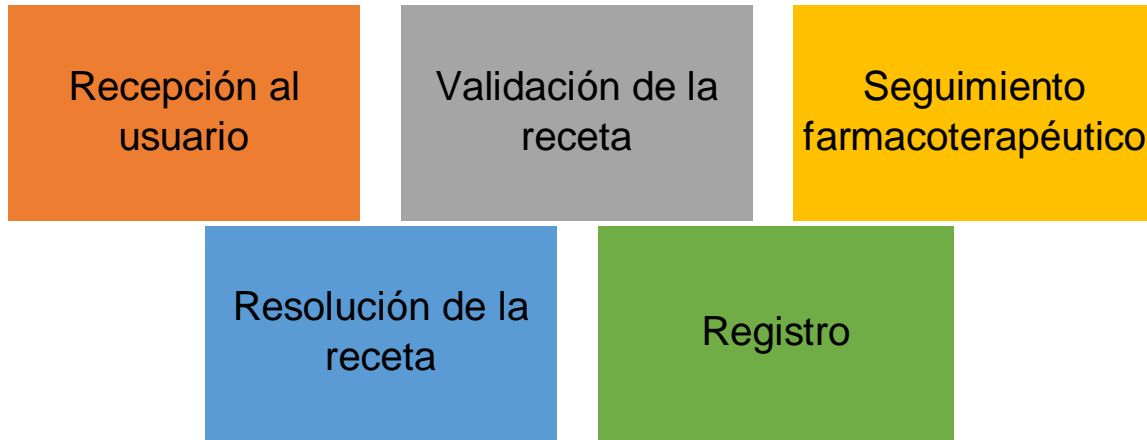 Recepción al
usuario
Validación de la
receta
Seguimiento
farmacoterapéutico
Resolución de la
receta
Registro